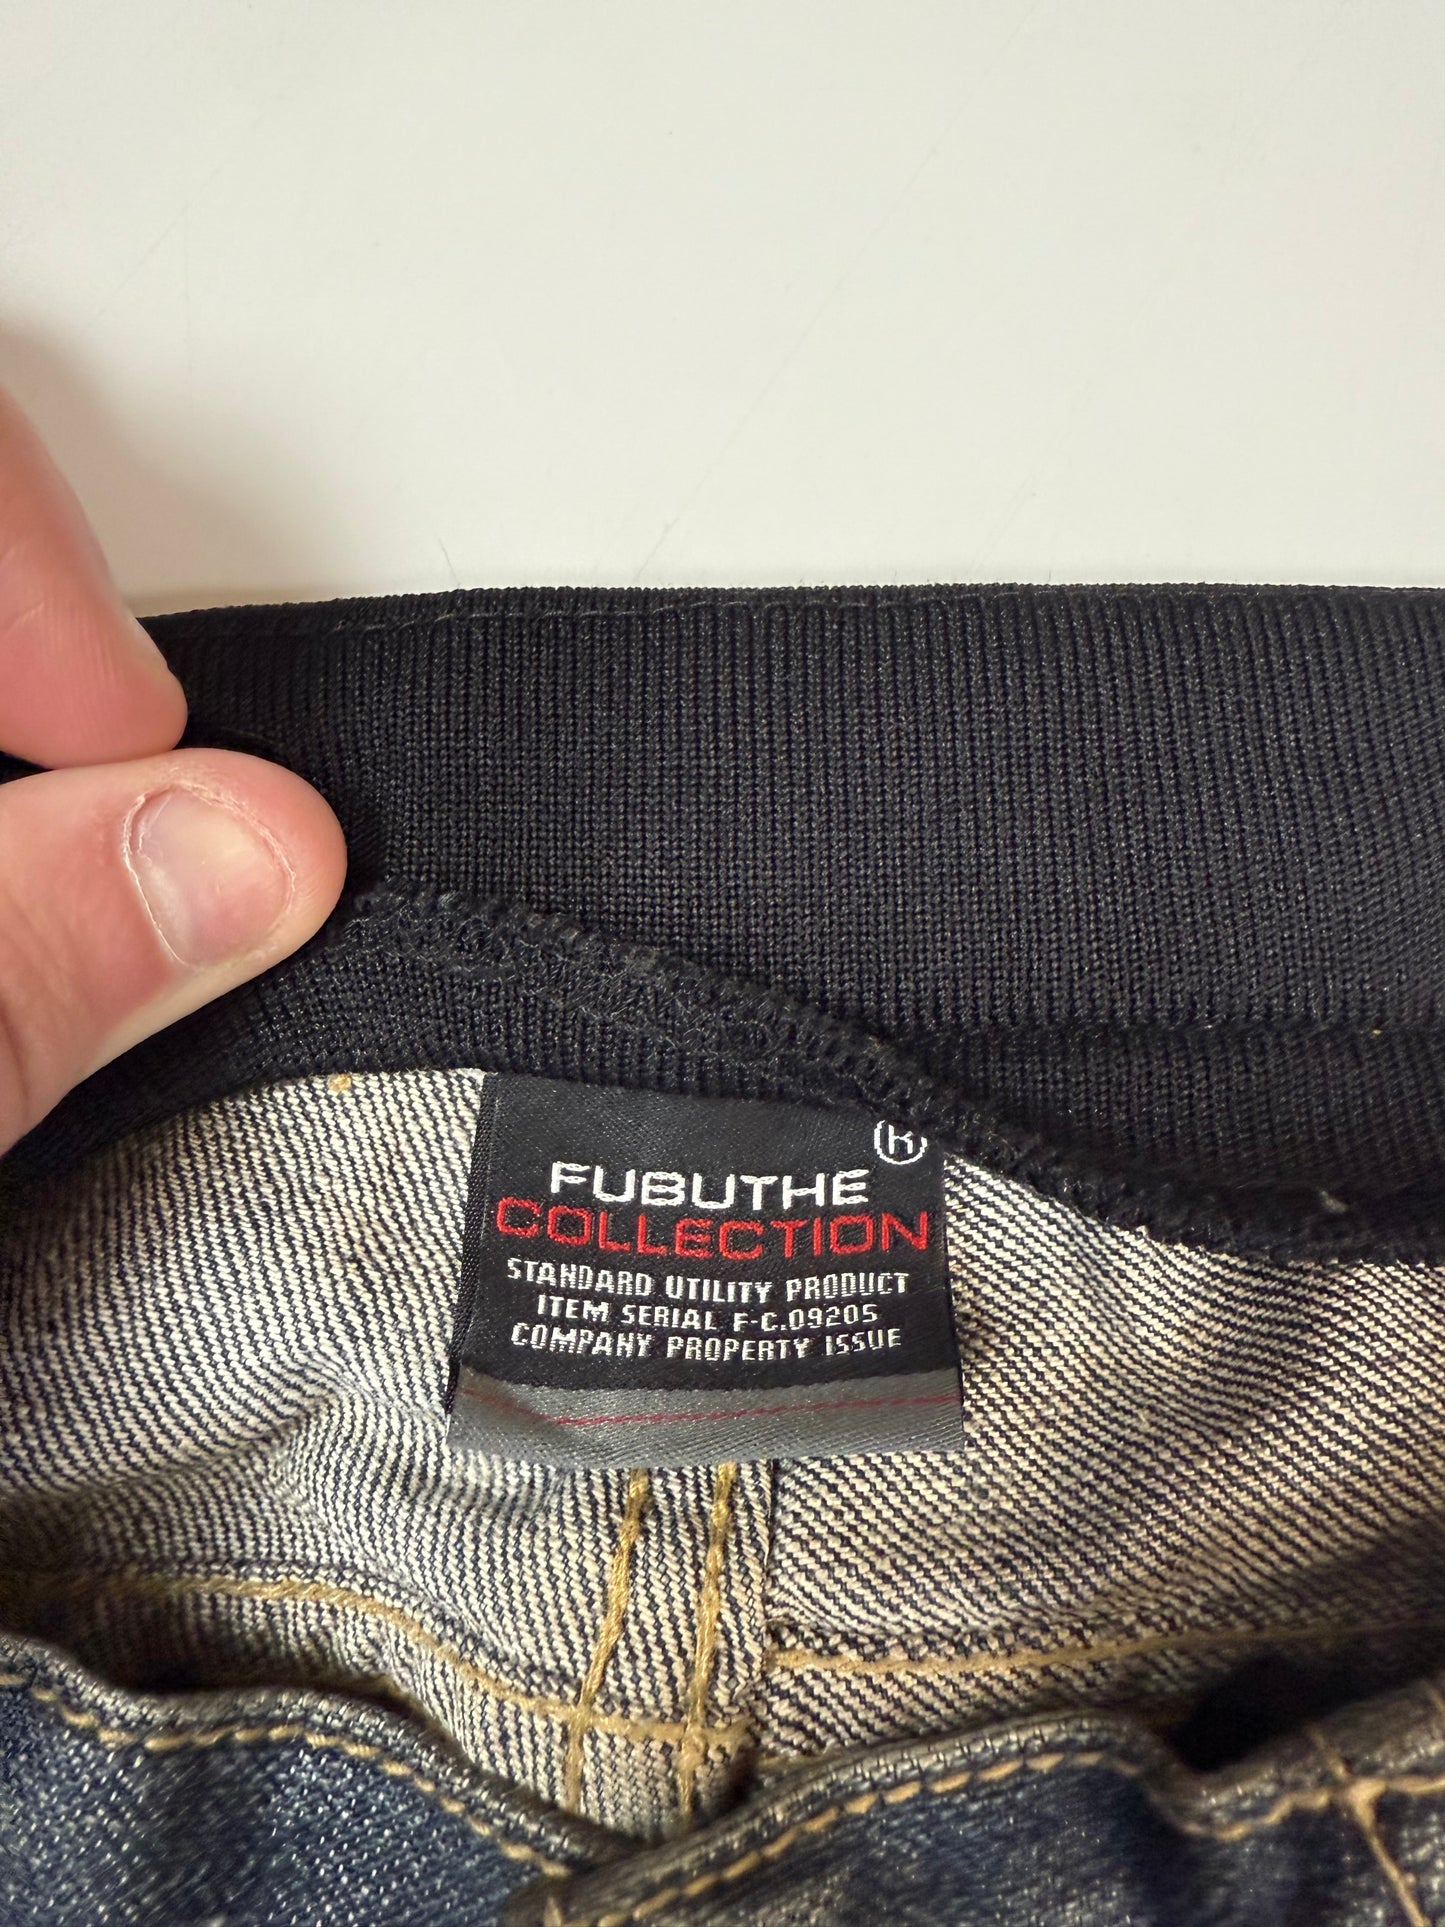 ®
FUBUTHE
COLLECTION
STANDARD UTILITY PRODUCT
ITEM SERIAL F-C.09205
COMPANY PROPERTY ISSUE